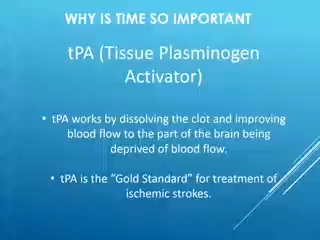 WHY IS TIME SO IMPORTANT
tPA (Tissue Plasminogen
Activator)
• tPA works by dissolving the clot and improving
blood flow to the part of the brain being
deprived of blood flow.
• tPA is the "Gold Standard" for treatment of
ischemic strokes.